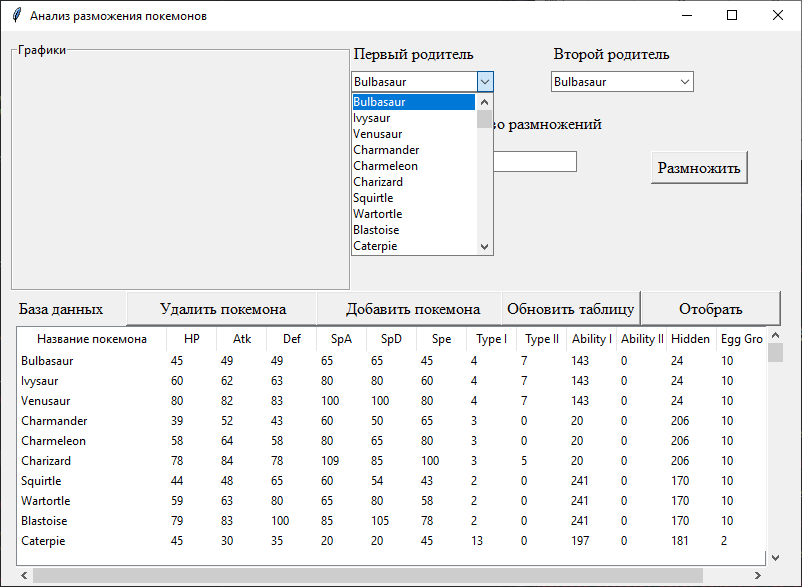 Анализ разможения покемонов
Графики
Первый родитель
Второй родитель
Bulbasaur
Bulbasaur
Bulbasaur
Ivysaur
Venusaur
Charmander
Charmeleon
Charizard
Squirtle
Wartortle
Blastoise
Caterpie
во размножений
Размножить
База данных Удалить покемона Добавить покемона Обновить таблицу Отобрать
Название покемона HP Atk Def SpA SpD Spe Type I Type II Ability I Ability II Hidden Egg Gro
Bulbasaur 45 49 49 65 65 45 4 7 143 0 24 10
Ivysaur 60 62 63 80 80 60 4 7 143 0 24 10
Venusaur 80 82 83 100 100 80 4 7 143 0 24 10
Charmander 39 52 43 60 50 65 3 0 20 0 206 10
Charmeleon 58 64 58 80 65 80 3 0 20 0 206 10
Charizard 78 84 78 109 85 100 3 5 20 0 206 10
Squirtle 44 48 65 60 54 43 2 0 241 0 170 10
Wartortle 59 63 80 65 80 58 2 0 241 0 170 10
Blastoise 79 83 100 85 105 78 2 0 241 0 170 10
Caterpie 45 30 35 20 20 45 13 0 197 0 181 2